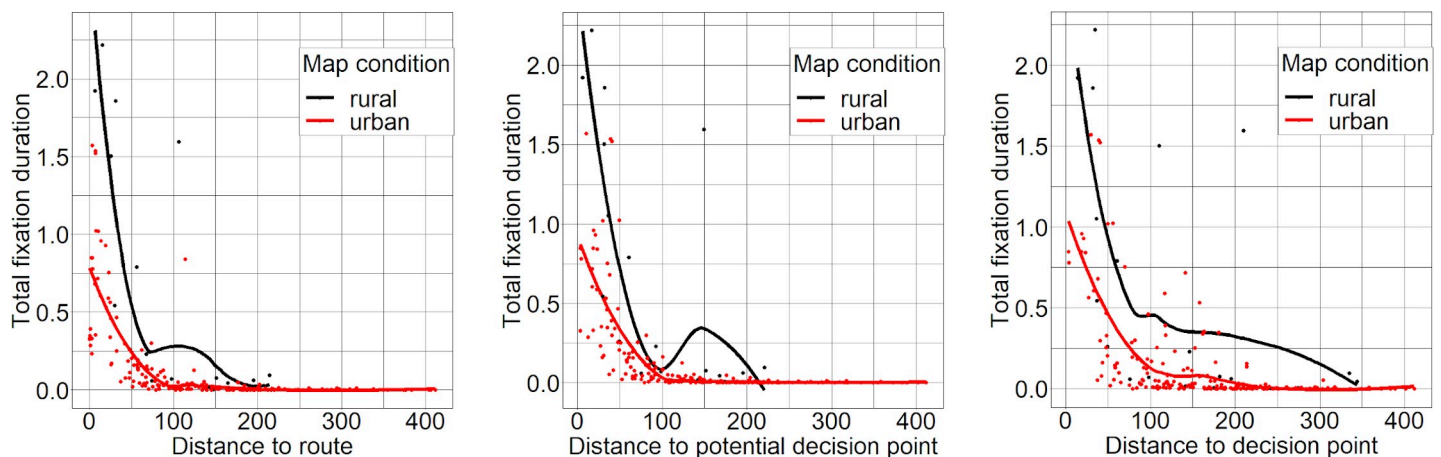 Total fixation duration
2.0
1.5
1.0
0.5
0.0
Map condition
rural
urban
0 100 200 300 400
Distance to route
Total fixation duration
2.0
1.5
1.0
0.5
0.0
Map condition
rural
urban
0 100 200 300 400
Distance to potential decision point
Total fixation duration
2.0
1.5
1.0
0.5
0.0
Map condition
rural
urban
0 100 200 300 400
Distance to decision point